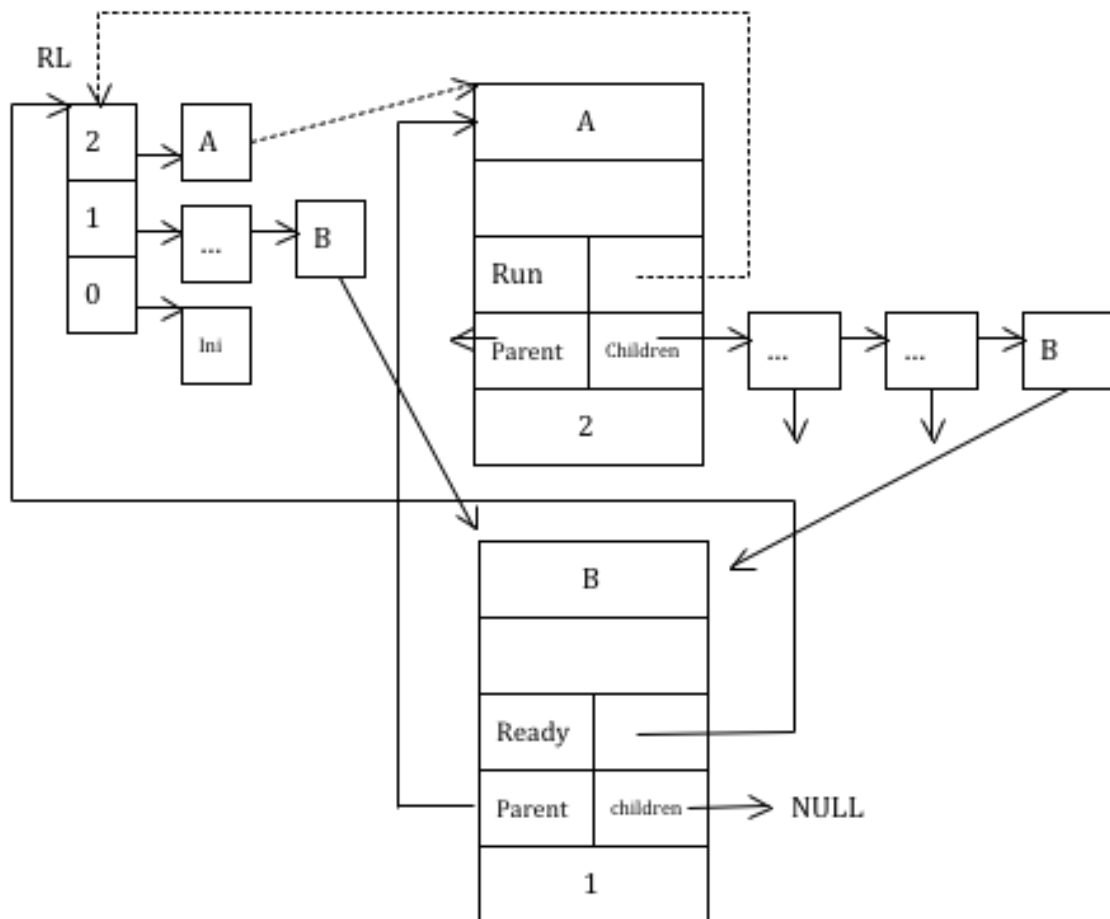 RL
2
A
1
...
B
0
Ini
A
Run
Parent
Children
2
...
...
B
B
Ready
Parent
children
NULL
1